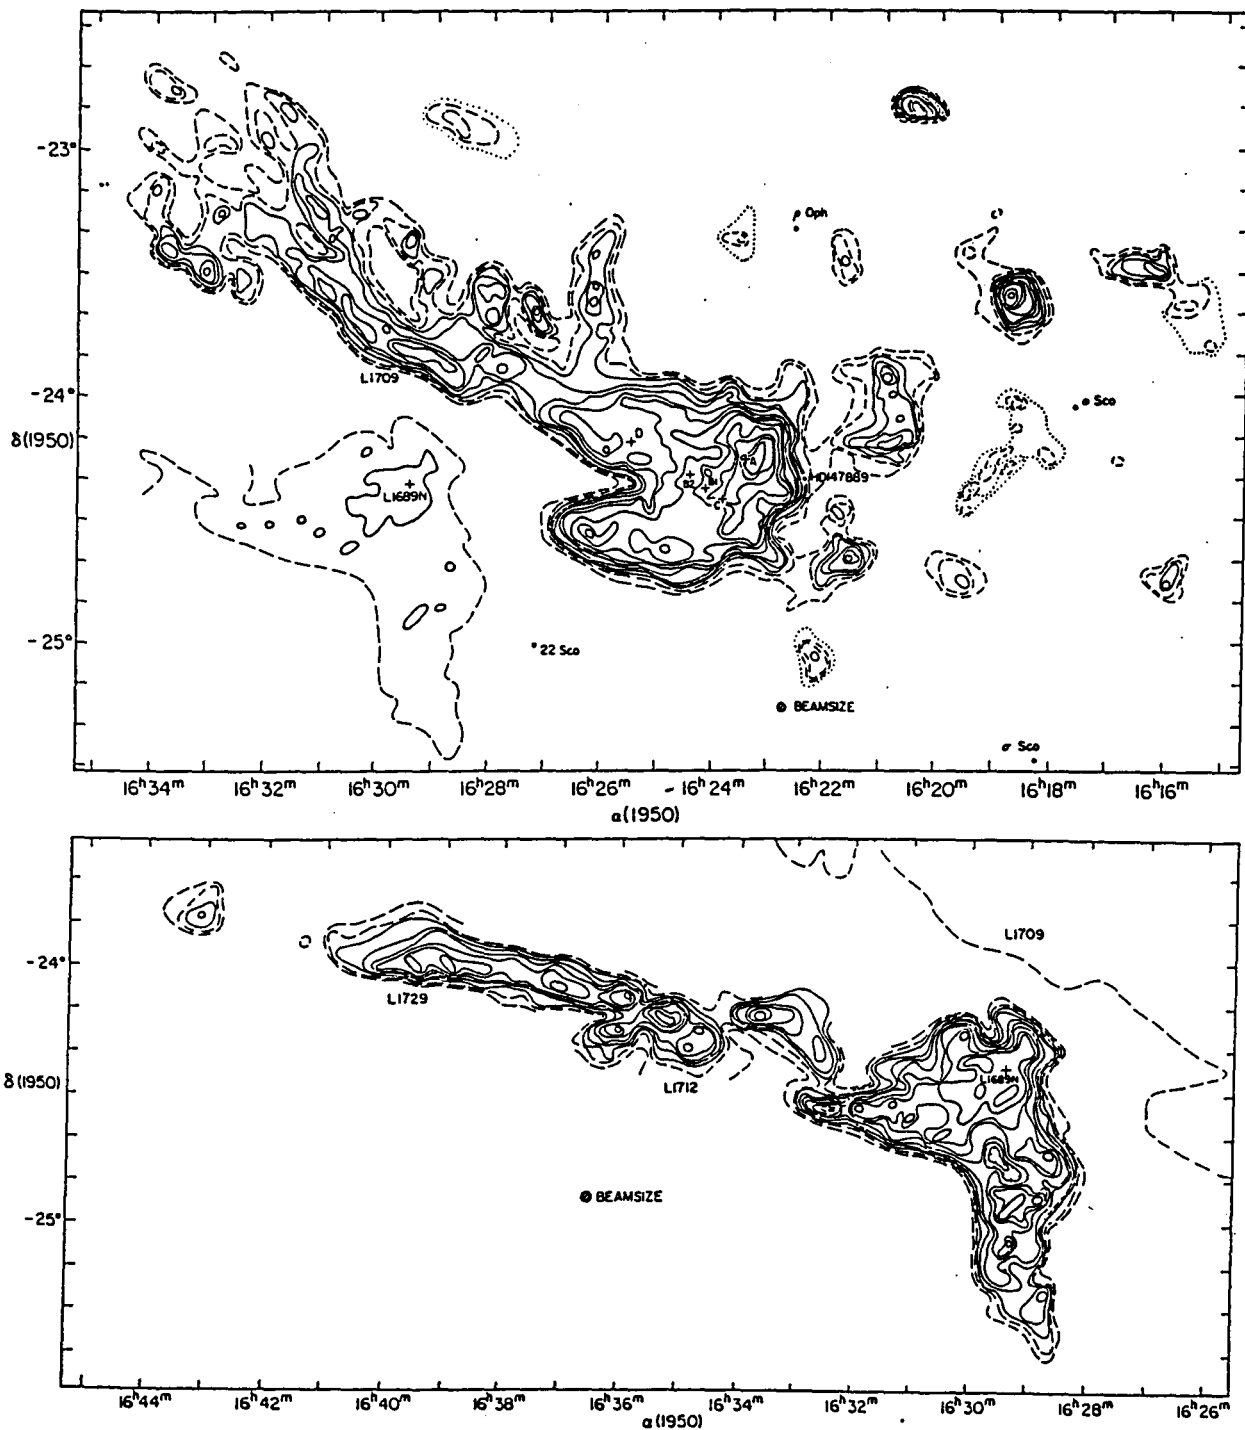 -23°
ρ Oph
-24°
L1709
δ(1950)
D
A
B1
B2
HD147889
L1689N
Sco
-25°
22 Sco
BEAMSIZE
σ Sco
16ʰ34ᵐ 16ʰ32ᵐ 16ʰ30ᵐ 16ʰ28ᵐ 16ʰ26ᵐ 16ʰ24ᵐ 16ʰ22ᵐ 16ʰ20ᵐ 16ʰ18ᵐ 16ʰ16ᵐ
α(1950)
L1709
-24°
L1729
L1689N
δ(1950)
L1712
BEAMSIZE
-25°
16ʰ44ᵐ 16ʰ42ᵐ 16ʰ40ᵐ 16ʰ38ᵐ 16ʰ36ᵐ 16ʰ34ᵐ 16ʰ32ᵐ 16ʰ30ᵐ 16ʰ28ᵐ 16ʰ26ᵐ
α(1950)